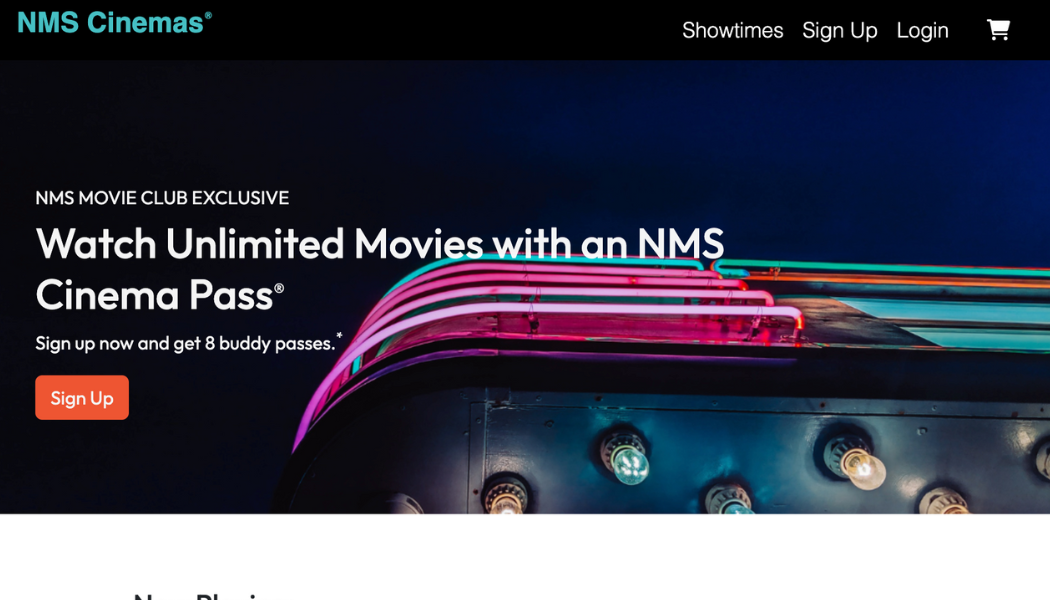 NMS Cinemas®
Showtimes Sign Up Login
NMS MOVIE CLUB EXCLUSIVE
Watch Unlimited Movies with an NMS
Cinema Pass®
Sign up now and get 8 buddy passes.*
Sign Up